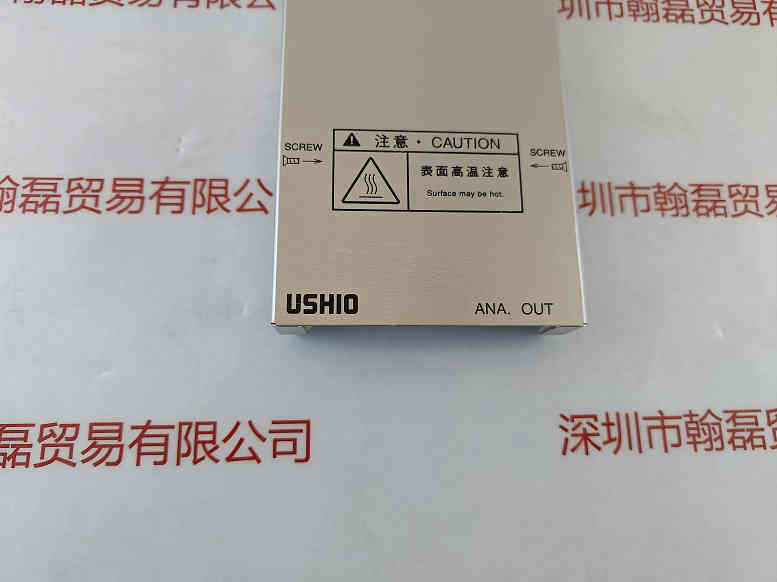 翰磊贸易有限公司
深圳市翰磊贸易
注意・CAUTION
SCREW
SCREW
表面高温注意
Surface may be hot.
翰磊贸易有限公司
深圳市翰磊贸易
USHIO
ANA. OUT
磊贸易有限公司
深圳市翰磊贸